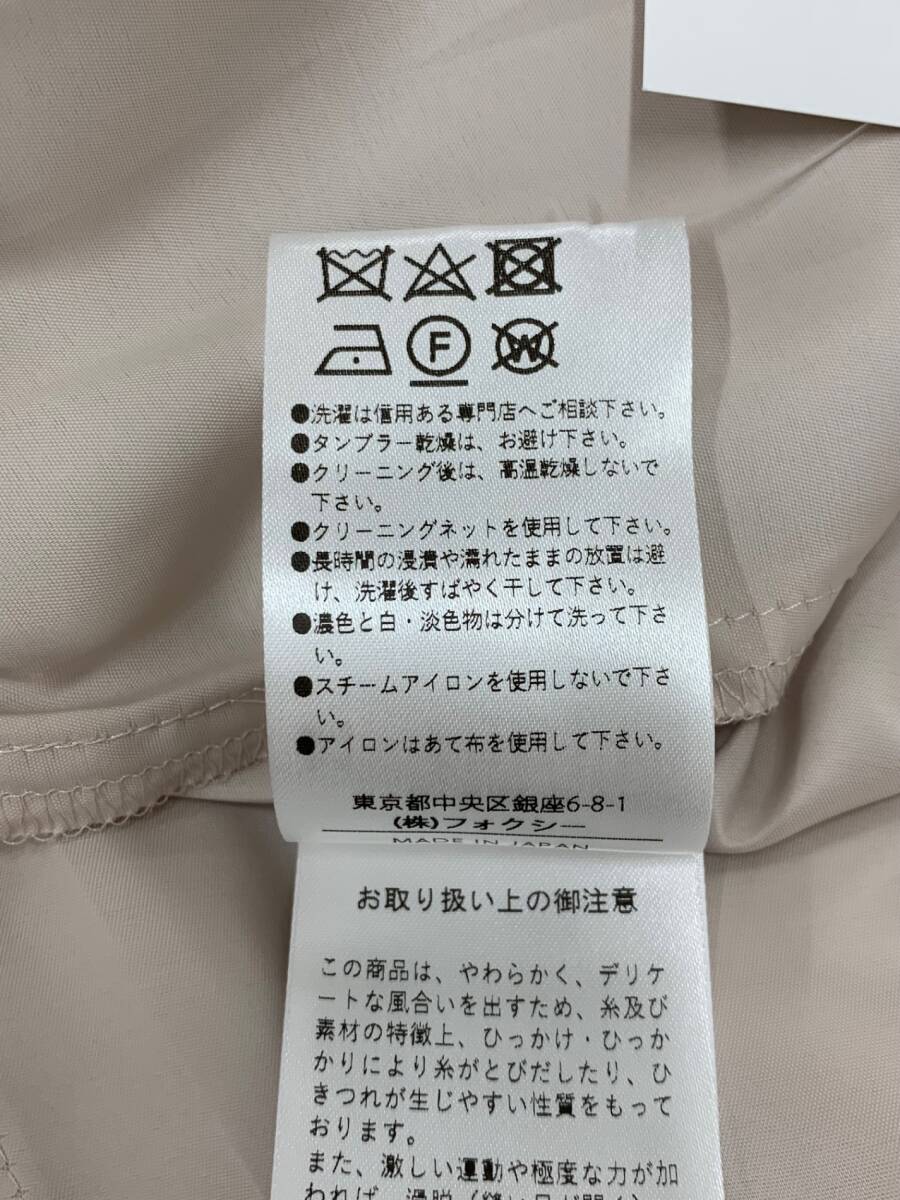 F W
●洗濯は信用ある専門店へご相談下さい。
●タンブラー乾燥は、お避け下さい。
●クリーニング後は、高温乾燥しないで
下さい。
●クリーニングネットを使用して下さい。
●長時間の浸漬や濡れたままの放置は避
け、洗濯後すばやく干して下さい。
●濃色と白・淡色物は分けて洗って下さ
い。
●スチームアイロンを使用しないで下さ
い。
●アイロンはあて布を使用して下さい。
東京都中央区銀座6-8-1
(株)フォクシー
MADE IN JAPAN
お取り扱い上の御注意
この商品は、やわらかく、デリケ
ートな風合いを出すため、糸及び
素材の特徴上、ひっかけ・ひっか
かりにより糸がとびだしたり、ひ
きつれが生じやすい性質をもって
おります。
また、激しい運動や極度な力が加
われば、滑脱（縫い目が開く）